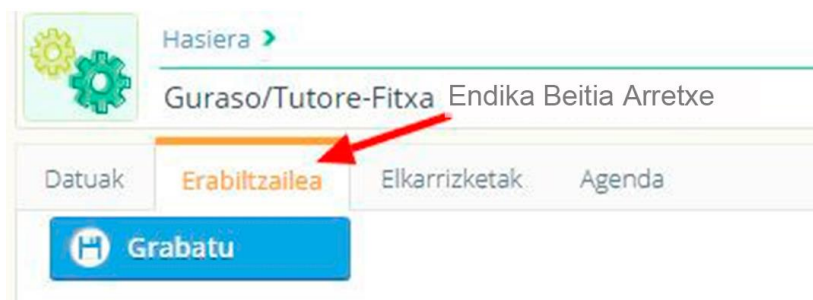 Hasiera >
Guraso/Tutore-Fitxa Endika Beitia Arretxe
Datuak Erabiltzailea Elkarrizketak Agenda
Grabatu